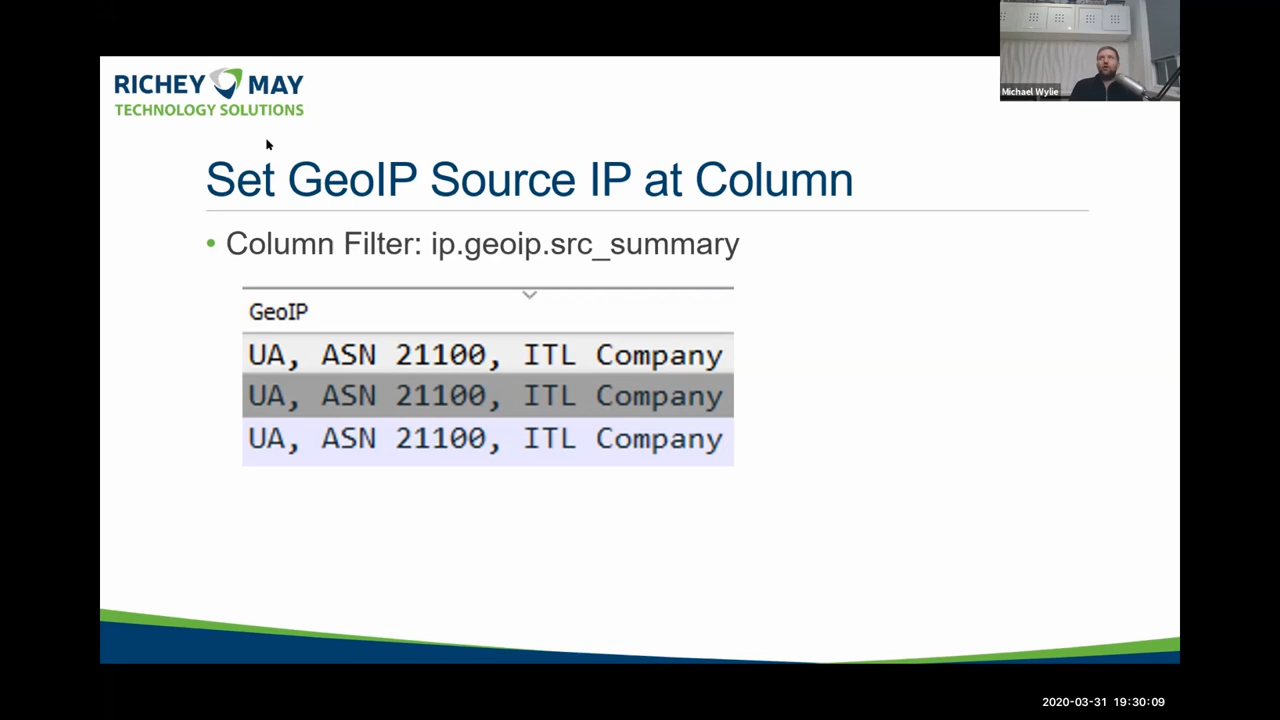 RICHEY MAY
TECHNOLOGY SOLUTIONS
Michael Wylie
Set GeoIP Source IP at Column
• Column Filter: ip.geoip.src_summary
GeoIP
UA, ASN 21100, ITL Company
UA, ASN 21100, ITL Company
UA, ASN 21100, ITL Company
2020-03-31 19:30:09